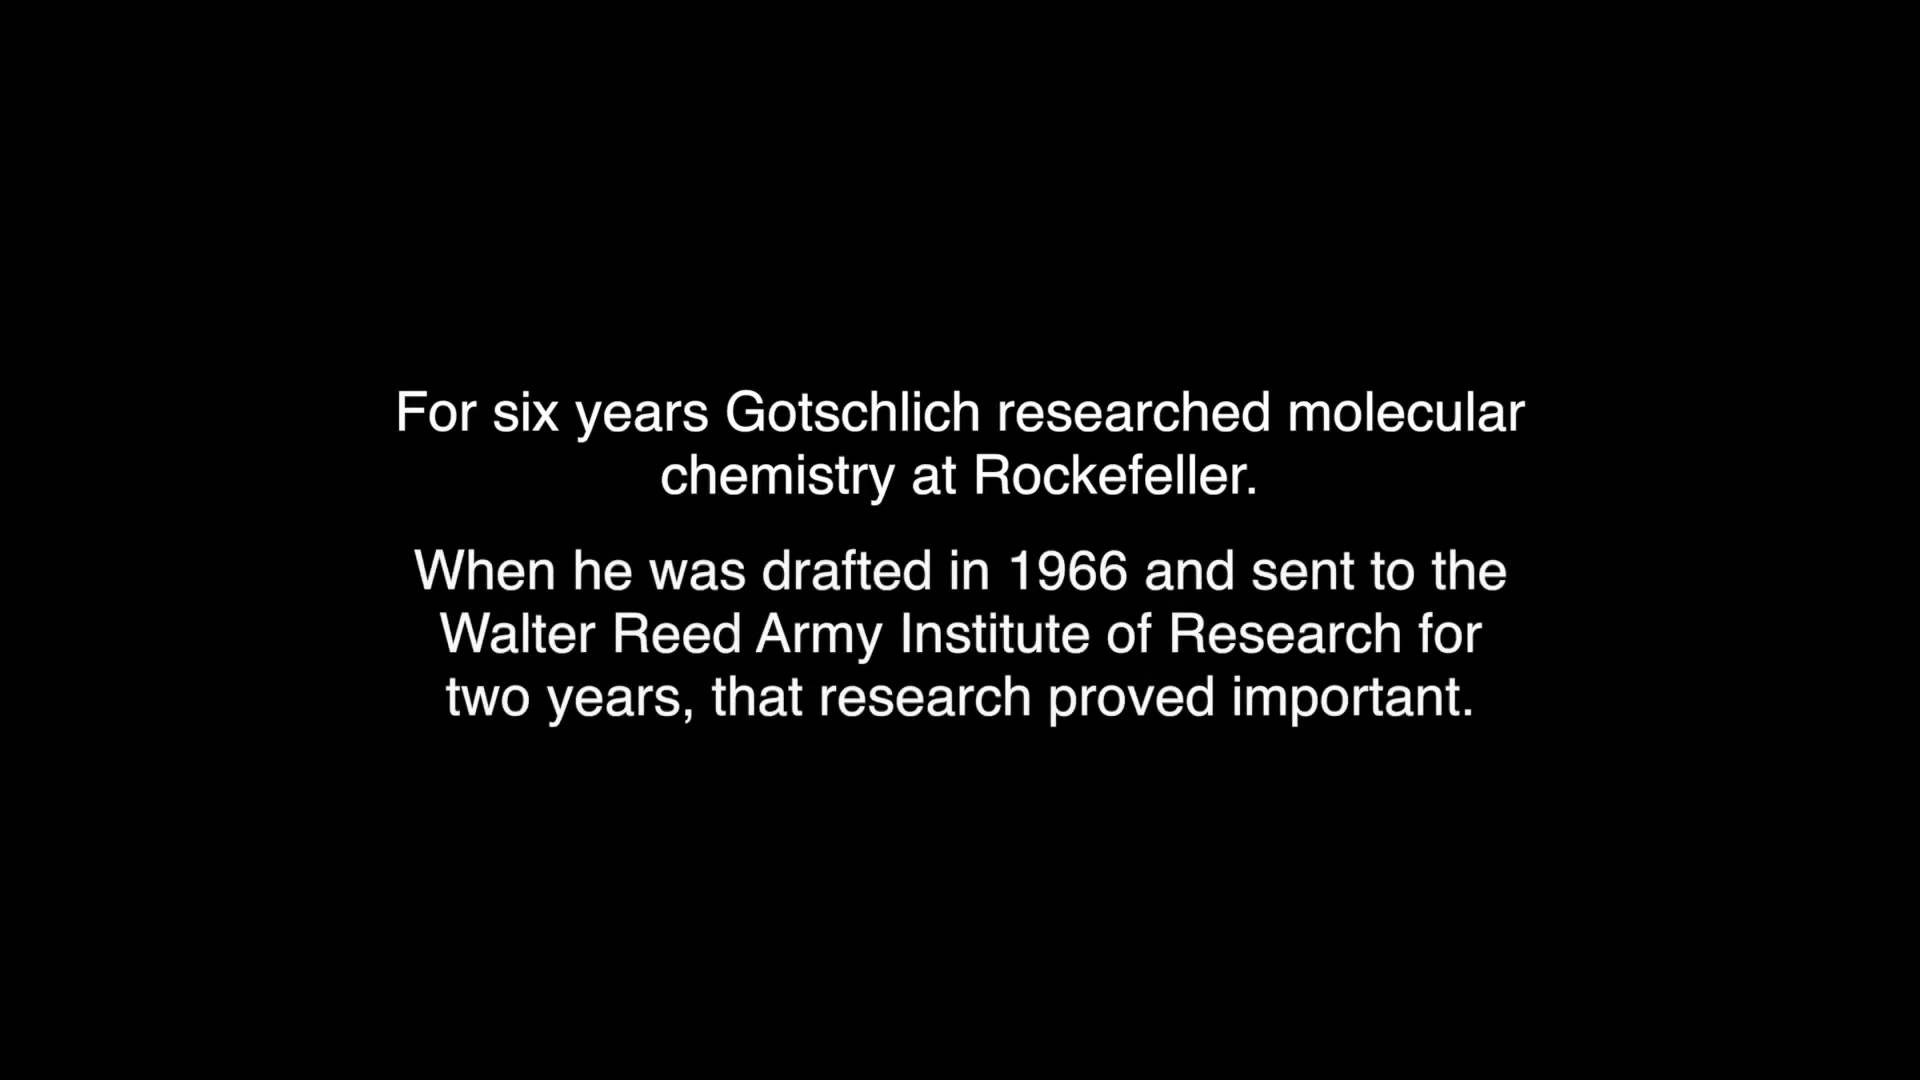 For six years Gotschlich researched molecular
chemistry at Rockefeller.
When he was drafted in 1966 and sent to the
Walter Reed Army Institute of Research for
two years, that research proved important.